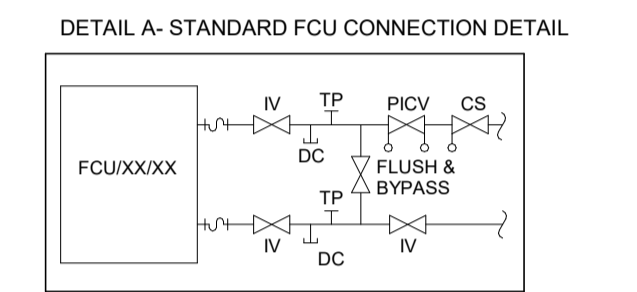 DETAIL A- STANDARD FCU CONNECTION DETAIL
IV
TP
PICV
CS
DC
FCU/XX/XX
FLUSH &
BYPASS
TP
IV
DC
IV